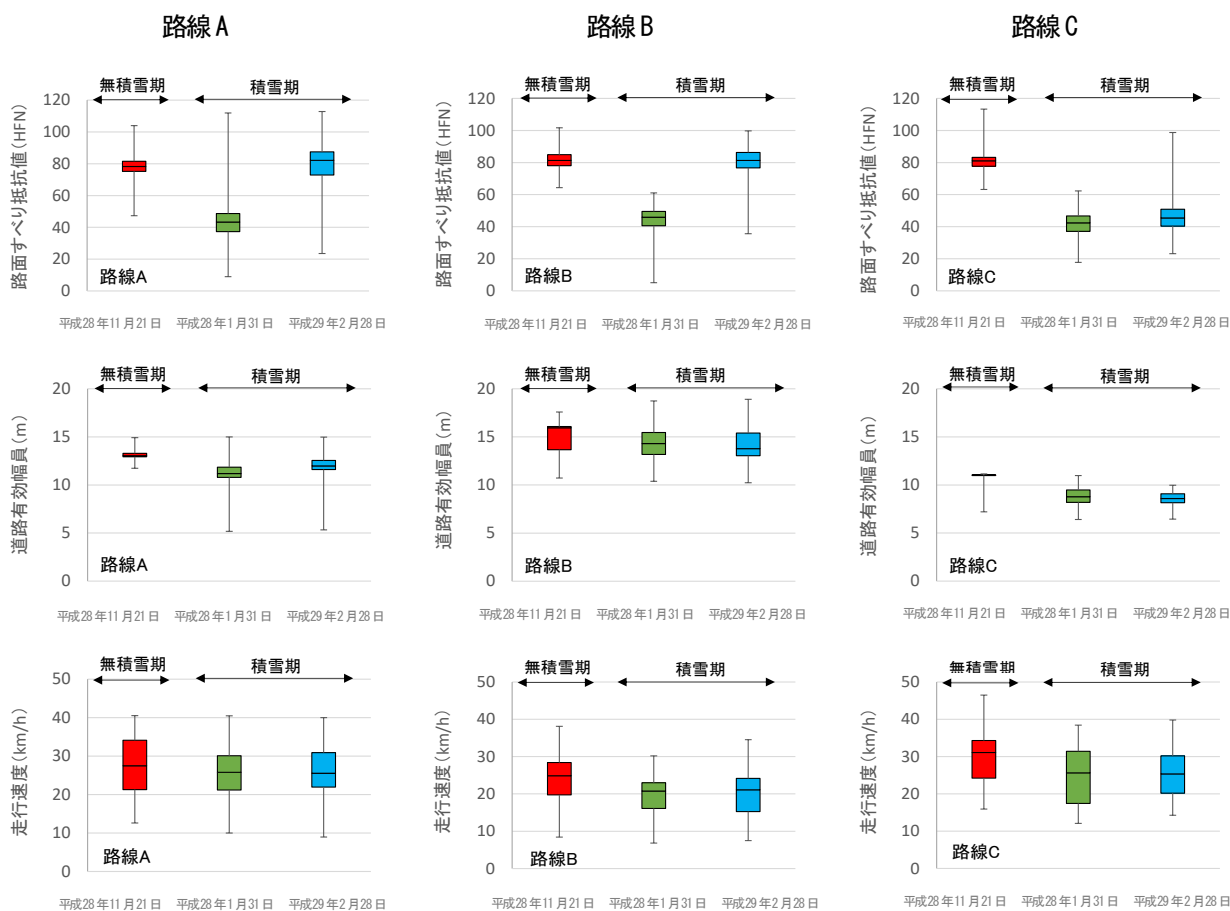 路線A
路線B
路線C
無積雪期
積雪期
路面すべり抵抗値(HFN)
120
100
80
60
40
20
0
路線A
平成28年11月21日
平成28年1月31日
平成29年2月28日
無積雪期
積雪期
路面すべり抵抗値(HFN)
120
100
80
60
40
20
0
路線B
平成28年11月21日
平成28年1月31日
平成29年2月28日
無積雪期
積雪期
路面すべり抵抗値(HFN)
120
100
80
60
40
20
0
路線C
平成28年11月21日
平成28年1月31日
平成29年2月28日
無積雪期
積雪期
道路有効幅員(m)
20
15
10
5
0
路線A
平成28年11月21日
平成28年1月31日
平成29年2月28日
無積雪期
積雪期
道路有効幅員(m)
20
15
10
5
0
路線B
平成28年11月21日
平成28年1月31日
平成29年2月28日
無積雪期
積雪期
道路有効幅員(m)
20
15
10
5
0
路線C
平成28年11月21日
平成28年1月31日
平成29年2月28日
無積雪期
積雪期
走行速度(km/h)
50
40
30
20
10
0
路線A
平成28年11月21日
平成28年1月31日
平成29年2月28日
無積雪期
積雪期
走行速度(km/h)
50
40
30
20
10
0
路線B
平成28年11月21日
平成28年1月31日
平成29年2月28日
無積雪期
積雪期
走行速度(km/h)
50
40
30
20
10
0
路線C
平成28年11月21日
平成28年1月31日
平成29年2月28日